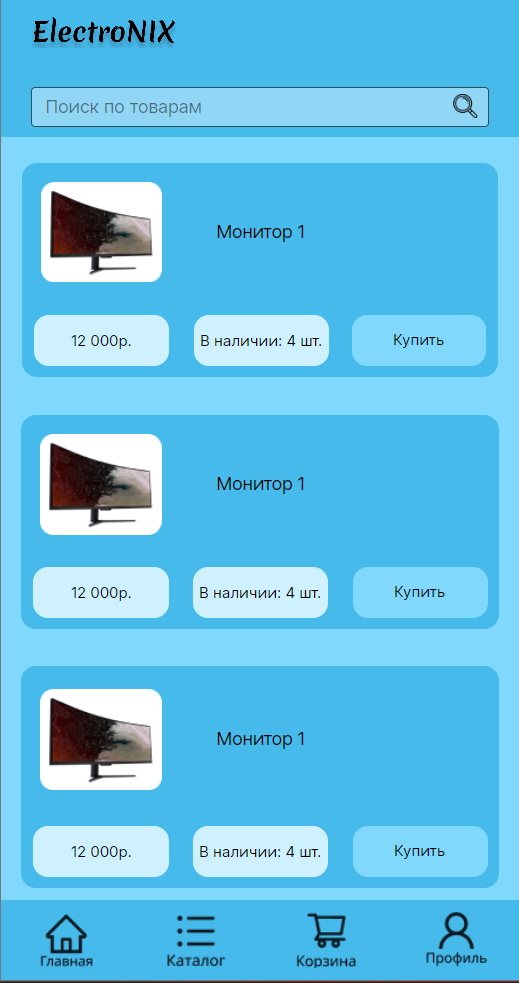 ElectroNIX
Поиск по товарам
Монитор 1
12 000р.
В наличии: 4 шт.
Купить
Монитор 1
12 000р.
В наличии: 4 шт.
Купить
Монитор 1
12 000р.
В наличии: 4 шт.
Купить
Главная
Каталог
Корзина
Профиль